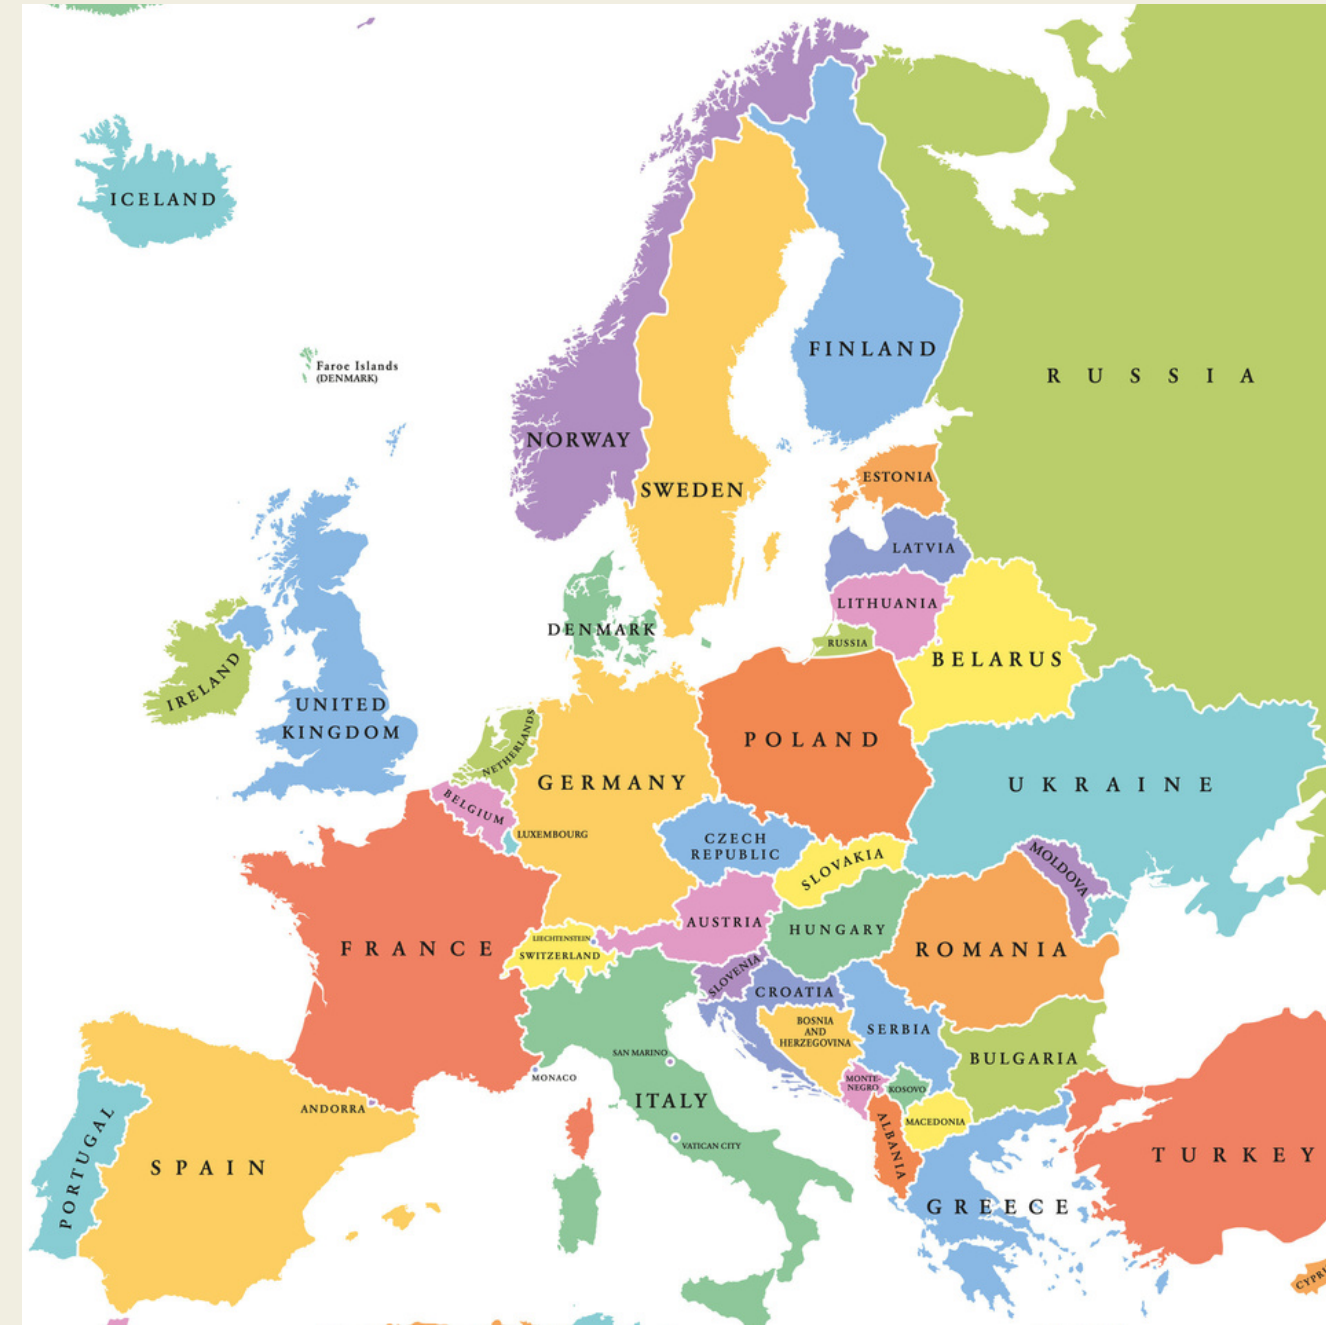 ICELAND
Faroe Islands
(DENMARK)
FINLAND
RUSSIA
NORWAY
SWEDEN
ESTONIA
LATVIA
LITHUANIA
RUSSIA
DENMARK
BELARUS
IRELAND
UNITED
KINGDOM
NETHERLANDS
POLAND
GERMANY
UKRAINE
BELGIUM
LUXEMBOURG
CZECH
REPUBLIC
SLOVAKIA
MOLDOVA
FRANCE
LIECHTENSTEIN
SWITZERLAND
AUSTRIA
HUNGARY
ROMANIA
SLOVENIA
CROATIA
BOSNIA
AND
HERZEGOVINA
SERBIA
SAN MARINO
BULGARIA
MONACO
MONTE-
NEGRO
KOSOVO
ANDORRA
ITALY
MACEDONIA
ALBANIA
VATICAN CITY
PORTUGAL
SPAIN
TURKEY
GREECE